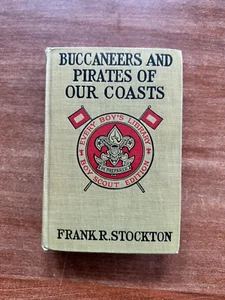 BUCCANEERS AND
PIRATES OF
OUR COASTS
EVERY BOY'S LIBRARY
BE PREPARED
BOY SCOUT EDITION
FRANK R. STOCKTON